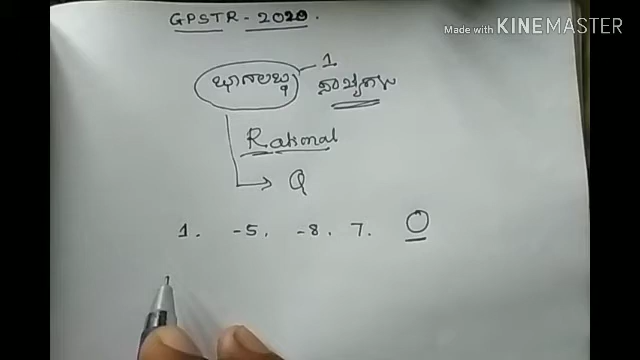 Made with KINEMASTER
GPSTR - 2020.
1
Rational
Q
1. -5. -8. 7. 0